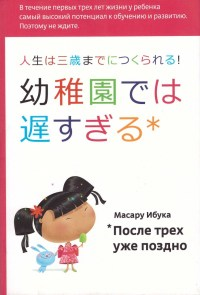 В течение первых трех лет жизни у ребенка
самый высокий потенциал к обучению и развитию.
Поэтому не ждите.
人生は三歳までにつくられる!
幼稚園では
遅すぎる*
Масару Ибука
*После трех
уже поздно